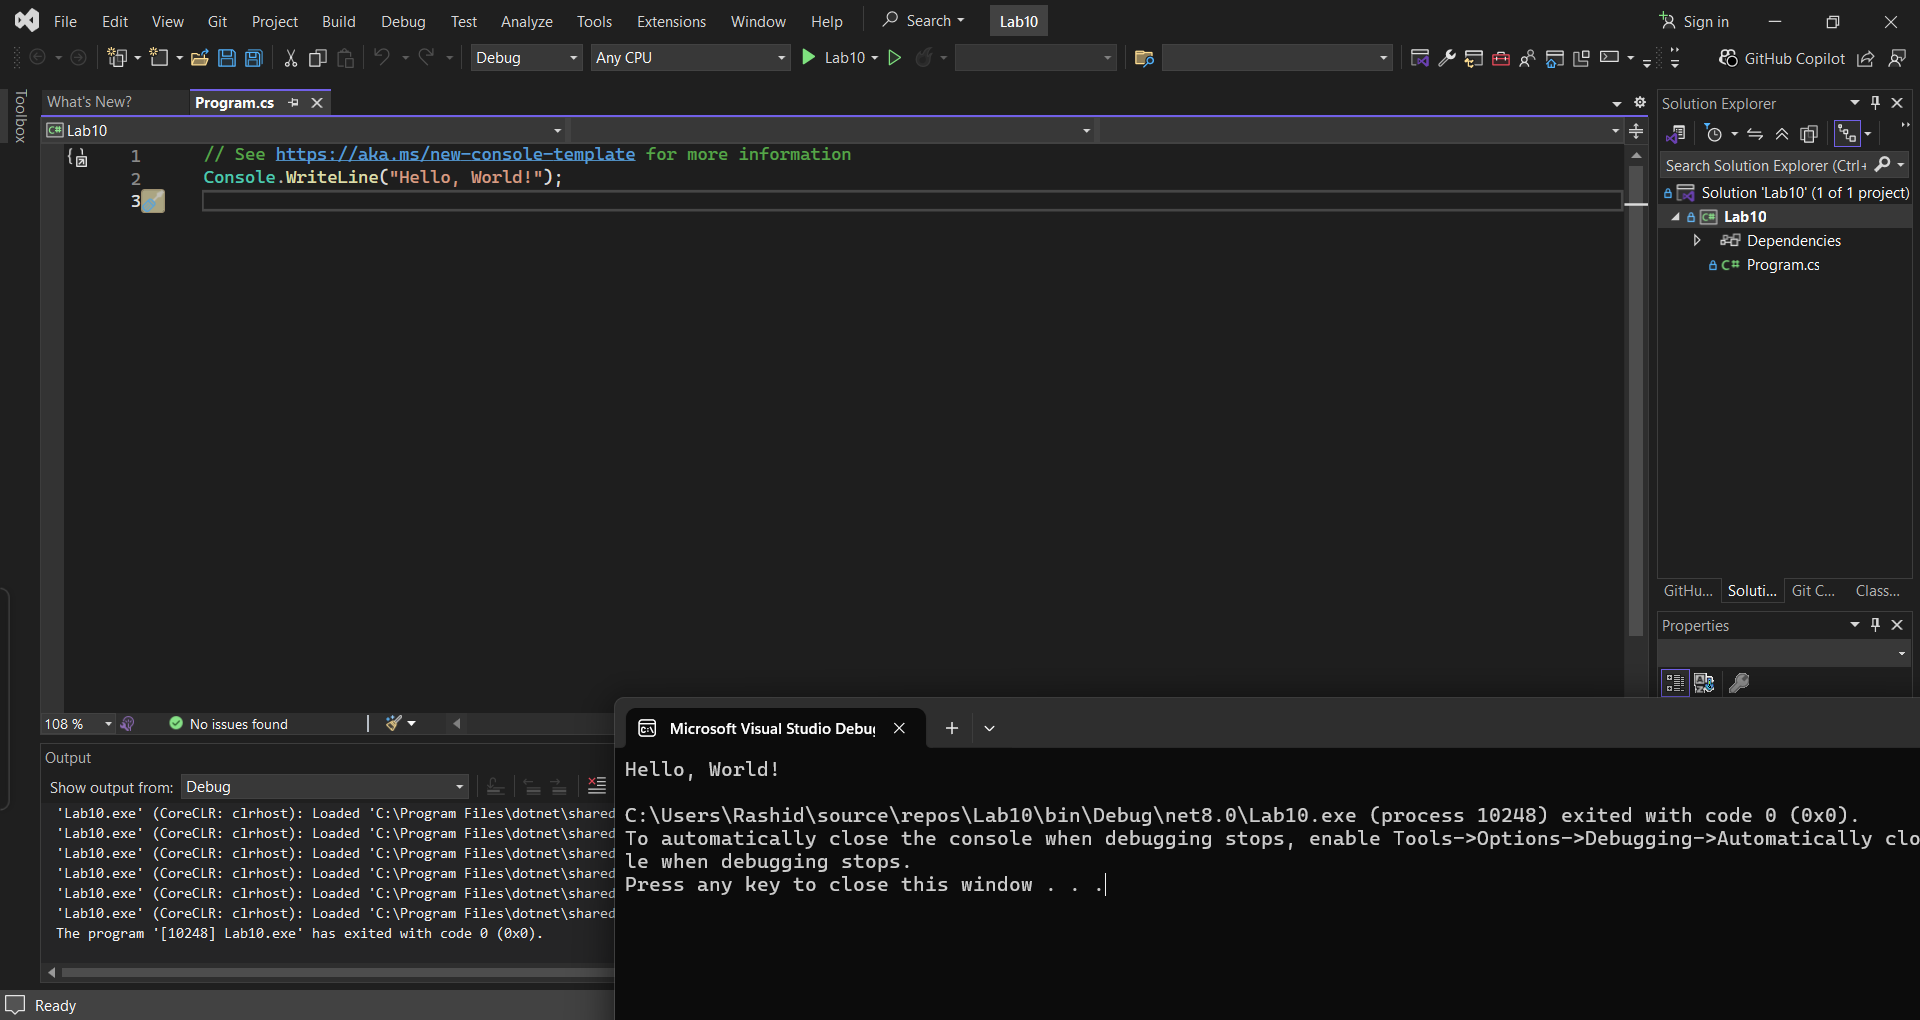 File Edit View Git Project Build Debug Test Analyze Tools Extensions Window Help Search Lab10 Sign in
Debug Any CPU Lab10 GitHub Copilot
Toolbox
What's New? Program.cs
Lab10
1 // See https://aka.ms/new-console-template for more information
2 Console.WriteLine("Hello, World!");
3
Solution Explorer
Search Solution Explorer (Ctrl+
Solution 'Lab10' (1 of 1 project)
Lab10
Dependencies
Program.cs
GitHu... Soluti... Git C... Class...
Properties
108 % No issues found
Output
Show output from: Debug
'Lab10.exe' (CoreCLR: clrhost): Loaded 'C:\Program Files\dotnet\shared
'Lab10.exe' (CoreCLR: clrhost): Loaded 'C:\Program Files\dotnet\shared
'Lab10.exe' (CoreCLR: clrhost): Loaded 'C:\Program Files\dotnet\shared
'Lab10.exe' (CoreCLR: clrhost): Loaded 'C:\Program Files\dotnet\shared
'Lab10.exe' (CoreCLR: clrhost): Loaded 'C:\Program Files\dotnet\shared
'Lab10.exe' (CoreCLR: clrhost): Loaded 'C:\Program Files\dotnet\shared
The program '[10248] Lab10.exe' has exited with code 0 (0x0).
Microsoft Visual Studio Debug
Hello, World!
C:\Users\Rashid\source\repos\Lab10\bin\Debug\net8.0\Lab10.exe (process 10248) exited with code 0 (0x0).
To automatically close the console when debugging stops, enable Tools->Options->Debugging->Automatically clo
le when debugging stops.
Press any key to close this window . . .
Ready